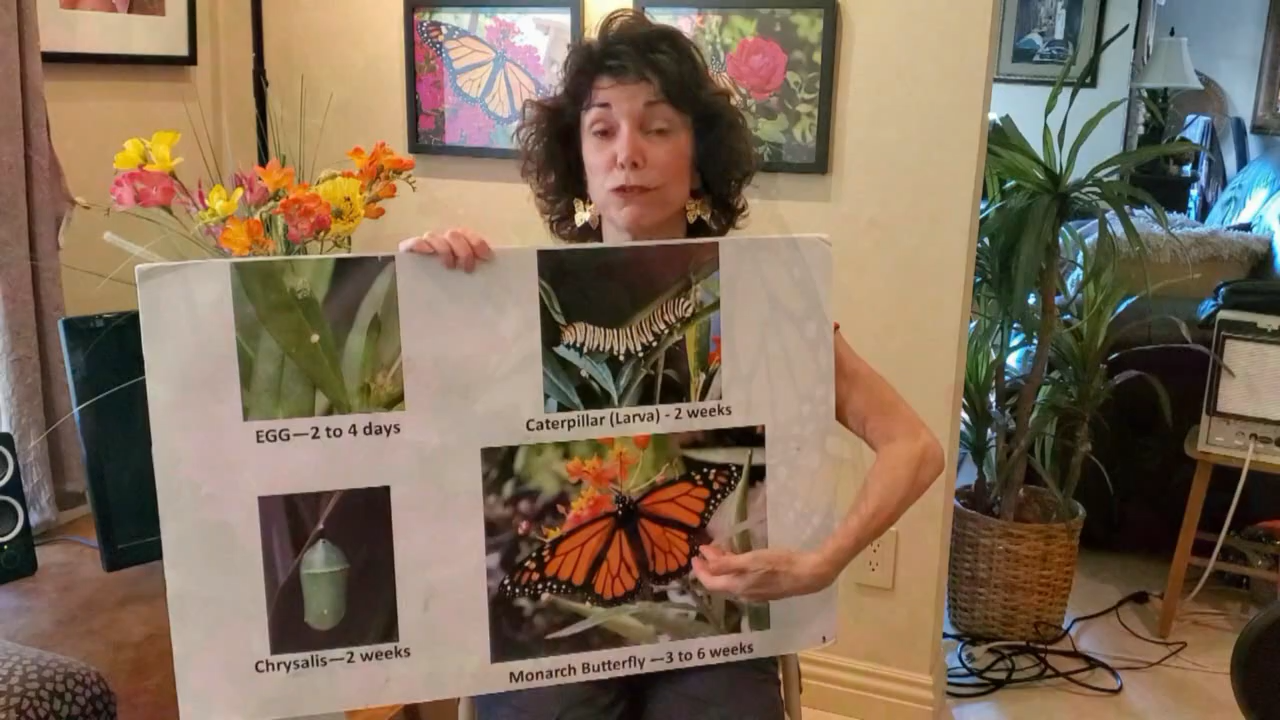 EGG—2 to 4 days
Caterpillar (Larva) - 2 weeks
Chrysalis—2 weeks
Monarch Butterfly —3 to 6 weeks